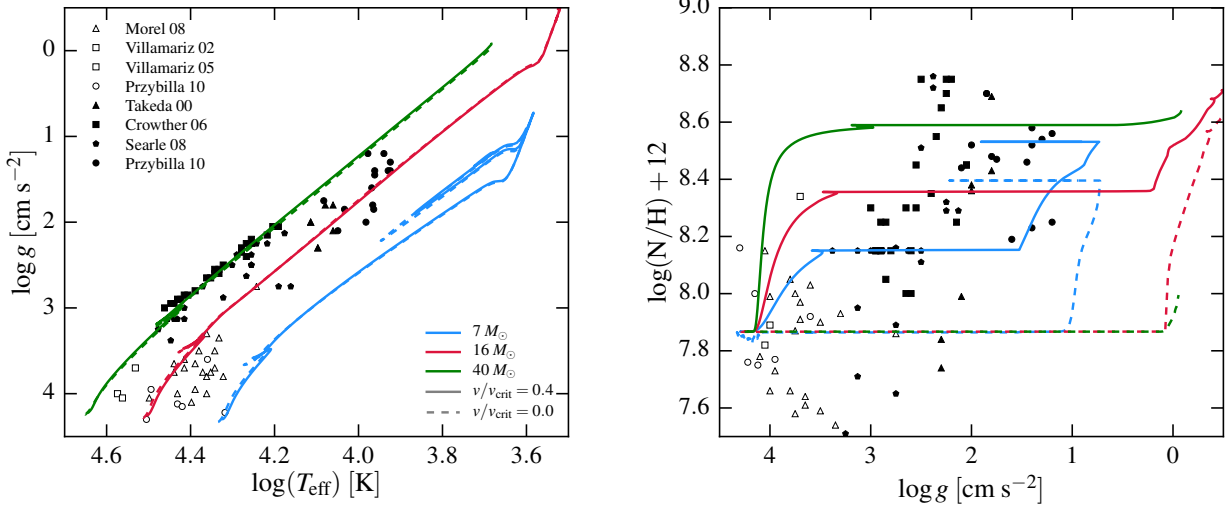 0
1
2
3
4
4.6
4.4
4.2
4.0
3.8
3.6
log g [cm s⁻²]
log(T_eff) [K]
Morel 08
Villamariz 02
Villamariz 05
Przybilla 10
Takeda 00
Crowther 06
Searle 08
Przybilla 10
7 M⊙
16 M⊙
40 M⊙
v/v_crit = 0.4
v/v_crit = 0.0
9.0
8.8
8.6
8.4
8.2
8.0
7.8
7.6
4
3
2
1
0
log(N/H) + 12
log g [cm s⁻²]